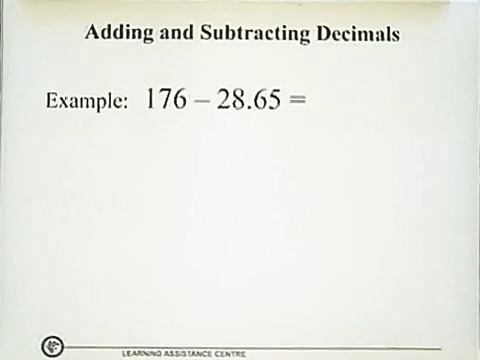 Adding and Subtracting Decimals
Example: 176 – 28.65 =
LEARNING ASSISTANCE CENTRE